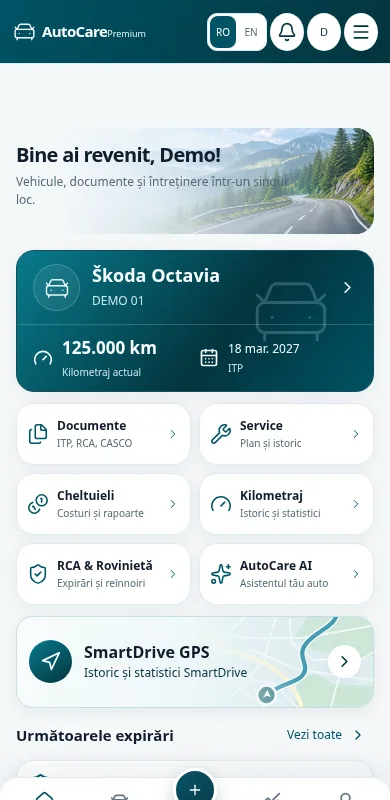 AutoCare Premium
RO EN D
Bine ai revenit, Demo!
Vehicule, documente și întreținere într-un singur
loc.
Škoda Octavia
DEMO 01
125.000 km
Kilometraj actual
18 mar. 2027
ITP
Documente
ITP, RCA, CASCO
Service
Plan și istoric
Cheltuieli
Costuri și rapoarte
Kilometraj
Istoric și statistici
RCA & Rovinietă
Expirări și reînnoiri
AutoCare AI
Asistentul tău auto
SmartDrive GPS
Istoric și statistici SmartDrive
Următoarele expirări
Vezi toate